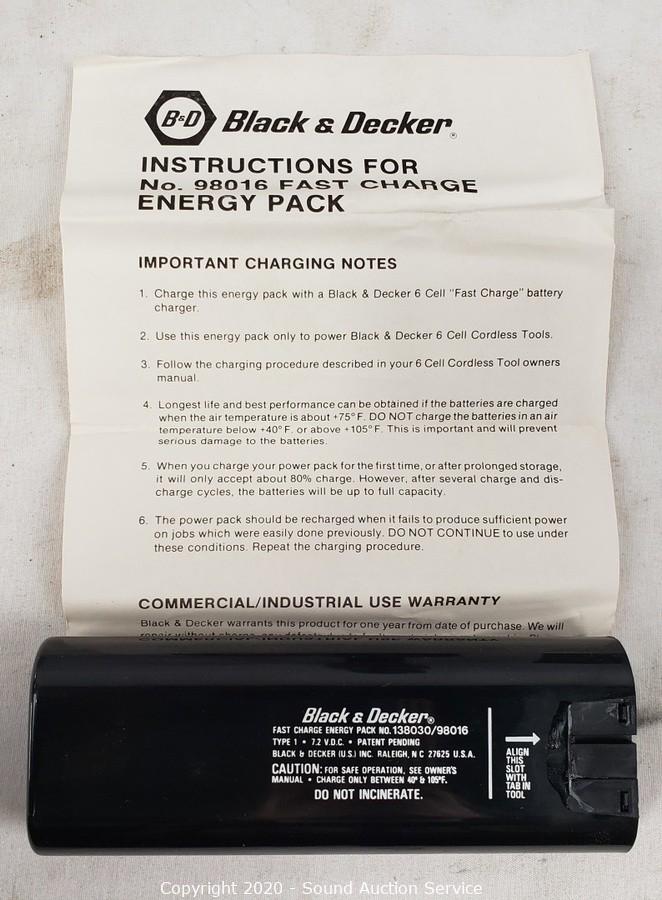 B&D Black & Decker®
INSTRUCTIONS FOR
No. 98016 FAST CHARGE
ENERGY PACK
IMPORTANT CHARGING NOTES
1. Charge this energy pack with a Black & Decker 6 Cell "Fast Charge" battery
charger.
2. Use this energy pack only to power Black & Decker 6 Cell Cordless Tools.
3. Follow the charging procedure described in your 6 Cell Cordless Tool owners
manual.
4. Longest life and best performance can be obtained if the batteries are charged
when the air temperature is about +75° F. DO NOT charge the batteries in an air
temperature below +40° F. or above +105° F. This is important and will prevent
serious damage to the batteries.
5. When you charge your power pack for the first time, or after prolonged storage,
it will only accept about 80% charge. However, after several charge and dis-
charge cycles, the batteries will be up to full capacity.
6. The power pack should be recharged when it fails to produce sufficient power
on jobs which were easily done previously. DO NOT CONTINUE to use under
these conditions. Repeat the charging procedure.
COMMERCIAL/INDUSTRIAL USE WARRANTY
Black & Decker warrants this product for one year from date of purchase. We will
repair without charge, any defects
Black & Decker®
FAST CHARGE ENERGY PACK NO. 138030/98016
TYPE 1 • 7.2 V.D.C. • PATENT PENDING
BLACK & DECKER (U.S.) INC. RALEIGH, N C 27625 U.S.A.
CAUTION: FOR SAFE OPERATION, SEE OWNER'S
MANUAL • CHARGE ONLY BETWEEN 40° & 105°F.
DO NOT INCINERATE.
ALIGN
THIS
SLOT
WITH
TAB IN
TOOL
Copyright 2020 - Sound Auction Service